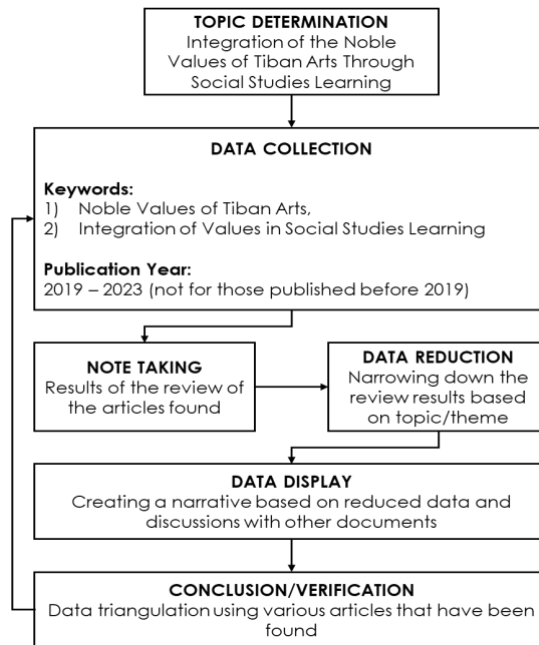 TOPIC DETERMINATION
Integration of the Noble
Values of Tiban Arts Through
Social Studies Learning
DATA COLLECTION
Keywords:
1) Noble Values of Tiban Arts,
2) Integration of Values in Social Studies Learning
Publication Year:
2019 – 2023 (not for those published before 2019)
NOTE TAKING
Results of the review of
the articles found
DATA REDUCTION
Narrowing down the
review results based
on topic/theme
DATA DISPLAY
Creating a narrative based on reduced data and
discussions with other documents
CONCLUSION/VERIFICATION
Data triangulation using various articles that have been
found